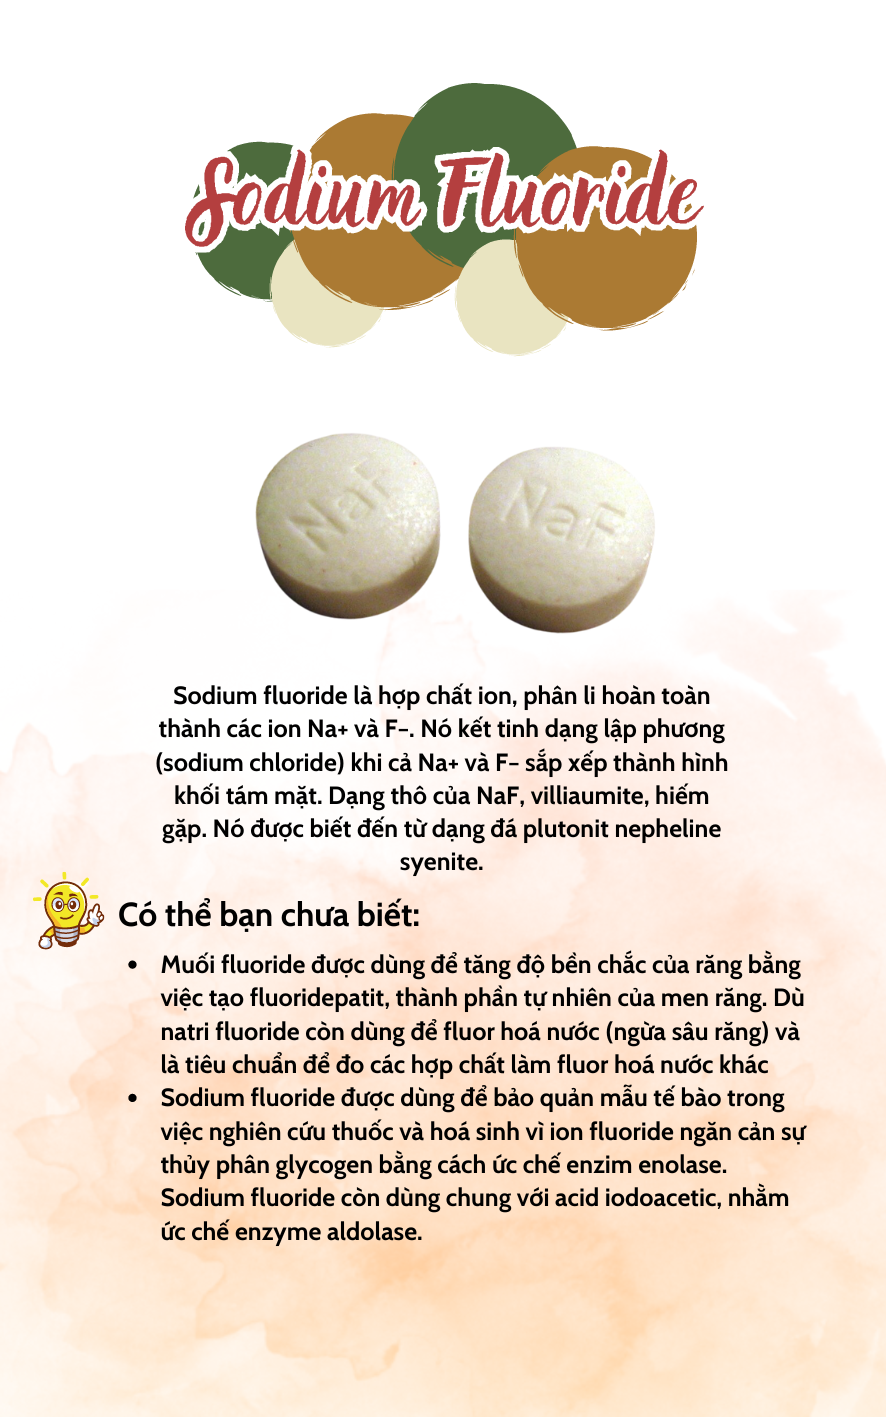 Sodium Fluoride
NaF
NaF
Sodium fluoride là hợp chất ion, phân li hoàn toàn
thành các ion Na+ và F−. Nó kết tinh dạng lập phương
(sodium chloride) khi cả Na+ và F− sắp xếp thành hình
khối tám mặt. Dạng thô của NaF, villiaumite, hiếm
gặp. Nó được biết đến từ dạng đá plutonit nepheline
syenite.
Có thể bạn chưa biết:
• Muối fluoride được dùng để tăng độ bền chắc của răng bằng
việc tạo fluoridepatit, thành phần tự nhiên của men răng. Dù
natri fluoride còn dùng để fluor hoá nước (ngừa sâu răng) và
là tiêu chuẩn để đo các hợp chất làm fluor hoá nước khác
• Sodium fluoride được dùng để bảo quản mẫu tế bào trong
việc nghiên cứu thuốc và hoá sinh vì ion fluoride ngăn cản sự
thủy phân glycogen bằng cách ức chế enzim enolase.
Sodium fluoride còn dùng chung với acid iodoacetic, nhằm
ức chế enzyme aldolase.